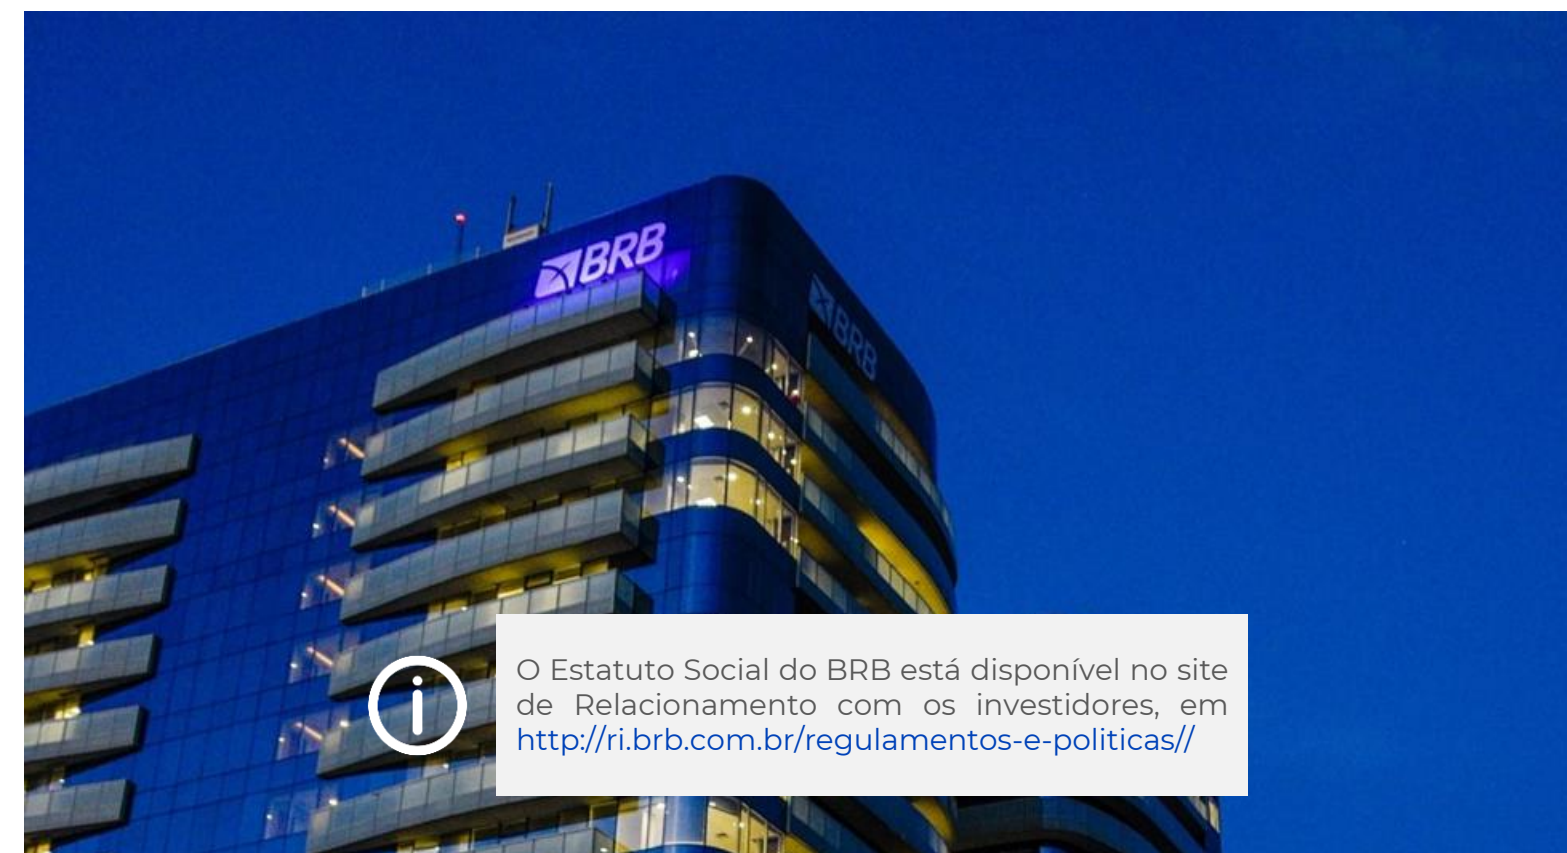 BRB
BRB
O Estatuto Social do BRB está disponível no site
de Relacionamento com os investidores, em
http://ri.brb.com.br/regulamentos-e-politicas//